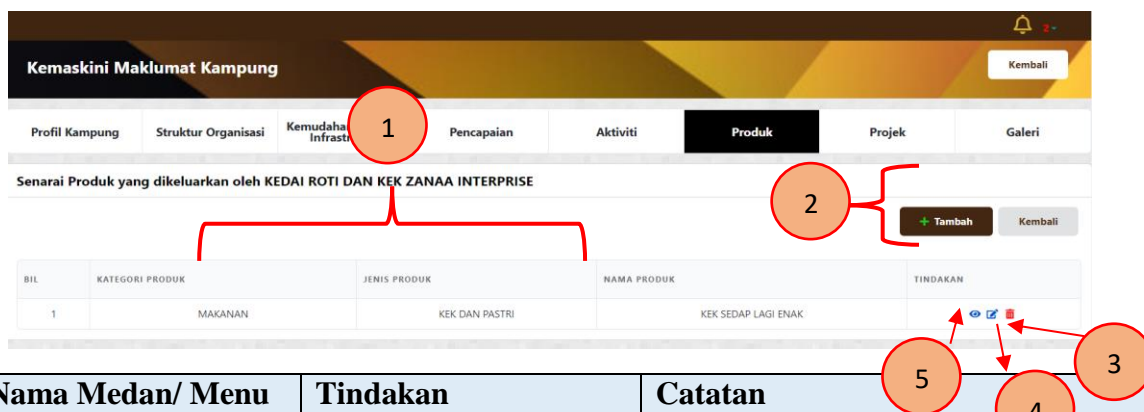 2
Kemaskini Maklumat Kampung
Kembali
Profil Kampung Struktur Organisasi Pencapaian Aktiviti Produk Projek Galeri
1
Senarai Produk yang dikeluarkan oleh KEDAI ROTI DAN KEK ZANAA INTERPRISE
2
+ Tambah Kembali
BIL KATEGORI PRODUK JENIS PRODUK NAMA PRODUK TINDAKAN
1 MAKANAN KEK DAN PASTRI KEK SEDAP LAGI ENAK
3
5
4
Nama Medan/ Menu Tindakan Catatan